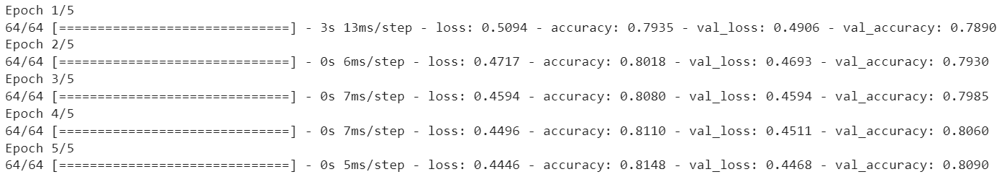 Epoch 1/5
64/64 [==============================] - 3s 13ms/step - loss: 0.5094 - accuracy: 0.7935 - val_loss: 0.4906 - val_accuracy: 0.7890
Epoch 2/5
64/64 [==============================] - 0s 6ms/step - loss: 0.4717 - accuracy: 0.8018 - val_loss: 0.4693 - val_accuracy: 0.7930
Epoch 3/5
64/64 [==============================] - 0s 7ms/step - loss: 0.4594 - accuracy: 0.8080 - val_loss: 0.4594 - val_accuracy: 0.7985
Epoch 4/5
64/64 [==============================] - 0s 7ms/step - loss: 0.4496 - accuracy: 0.8110 - val_loss: 0.4511 - val_accuracy: 0.8060
Epoch 5/5
64/64 [==============================] - 0s 5ms/step - loss: 0.4446 - accuracy: 0.8148 - val_loss: 0.4468 - val_accuracy: 0.8090